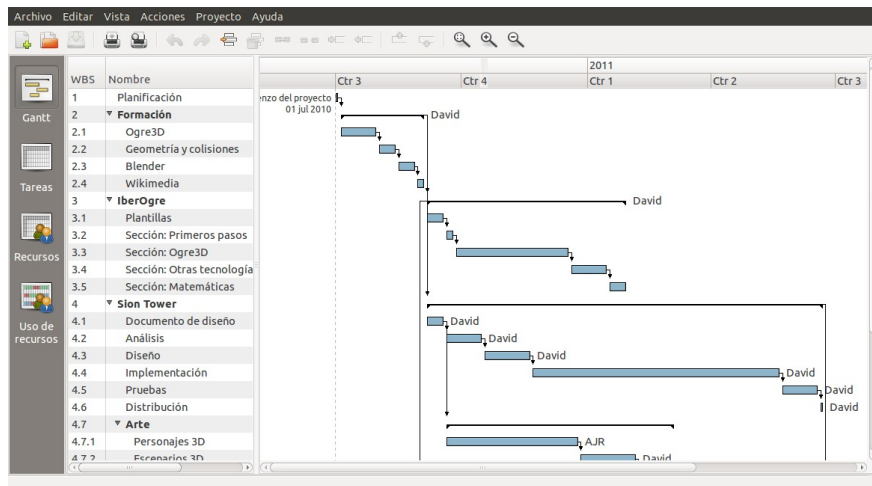 Archivo Editar Vista Acciones Proyecto Ayuda
2011
WBS Nombre Ctr 3 Ctr 4 Ctr 1 Ctr 2 Ctr 3
Gantt
Tareas
Recursos
Uso de
recursos
1 Planificación nzo del proyecto
01 jul 2010
2 Formación David
2.1 Ogre3D
2.2 Geometría y colisiones
2.3 Blender
2.4 Wikimedia
3 IberOgre David
3.1 Plantillas
3.2 Sección: Primeros pasos
3.3 Sección: Ogre3D
3.4 Sección: Otras tecnología
3.5 Sección: Matemáticas
4 Sion Tower
4.1 Documento de diseño David
4.2 Análisis David
4.3 Diseño David
4.4 Implementación David
4.5 Pruebas David
4.6 Distribución David
4.7 Arte
4.7.1 Personajes 3D AJR
4.7.2 Escenarios 3D David